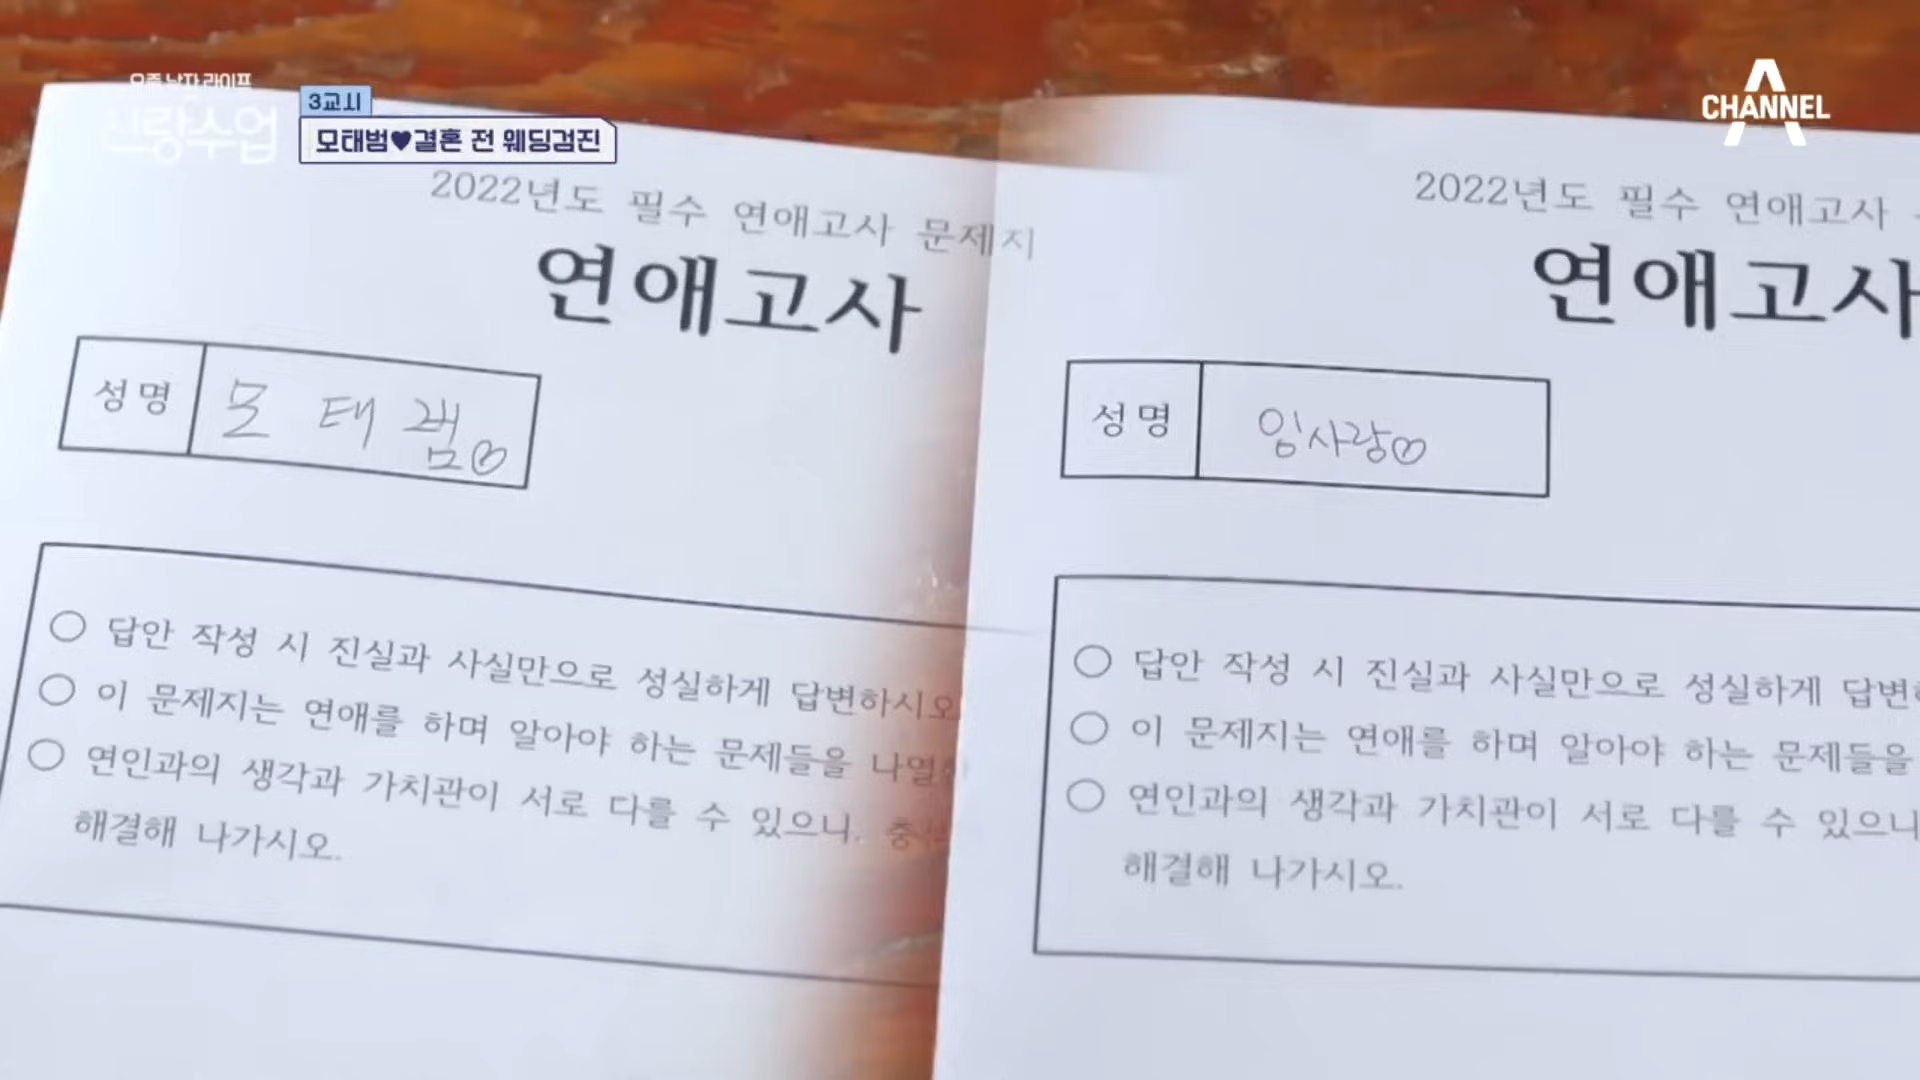 요즘 남자 라이프
신랑수업
3교시
모태범♥결혼 전 웨딩검진
CHANNEL A
2022년도 필수 연애고사 문제지
연애고사
성명 모 태 범♡
○ 답안 작성 시 진실과 사실만으로 성실하게 답변하시오.
○ 이 문제지는 연애를 하며 알아야 하는 문제들을 나열
○ 연인과의 생각과 가치관이 서로 다를 수 있으니, 충
해결해 나가시오.
2022년도 필수 연애고사
연애고사
성명 임사랑♡
○ 답안 작성 시 진실과 사실만으로 성실하게 답변
○ 이 문제지는 연애를 하며 알아야 하는 문제들을
○ 연인과의 생각과 가치관이 서로 다를 수 있으니
해결해 나가시오.